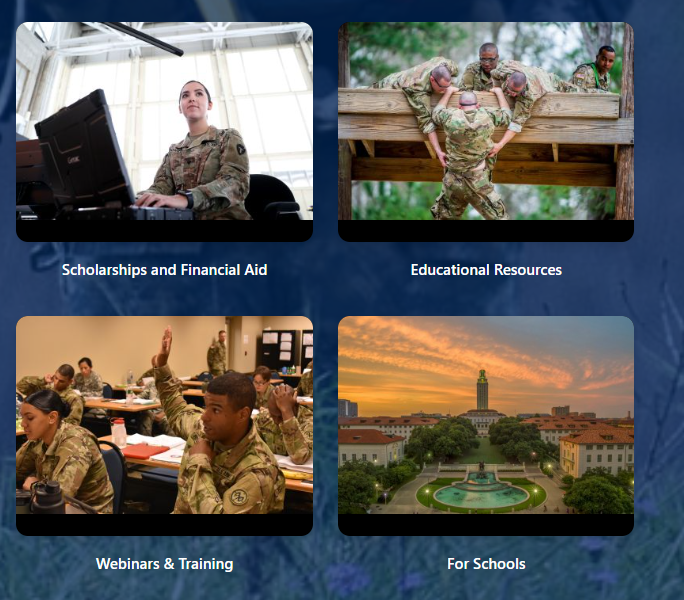 Scholarships and Financial Aid
Educational Resources
Webinars & Training
For Schools